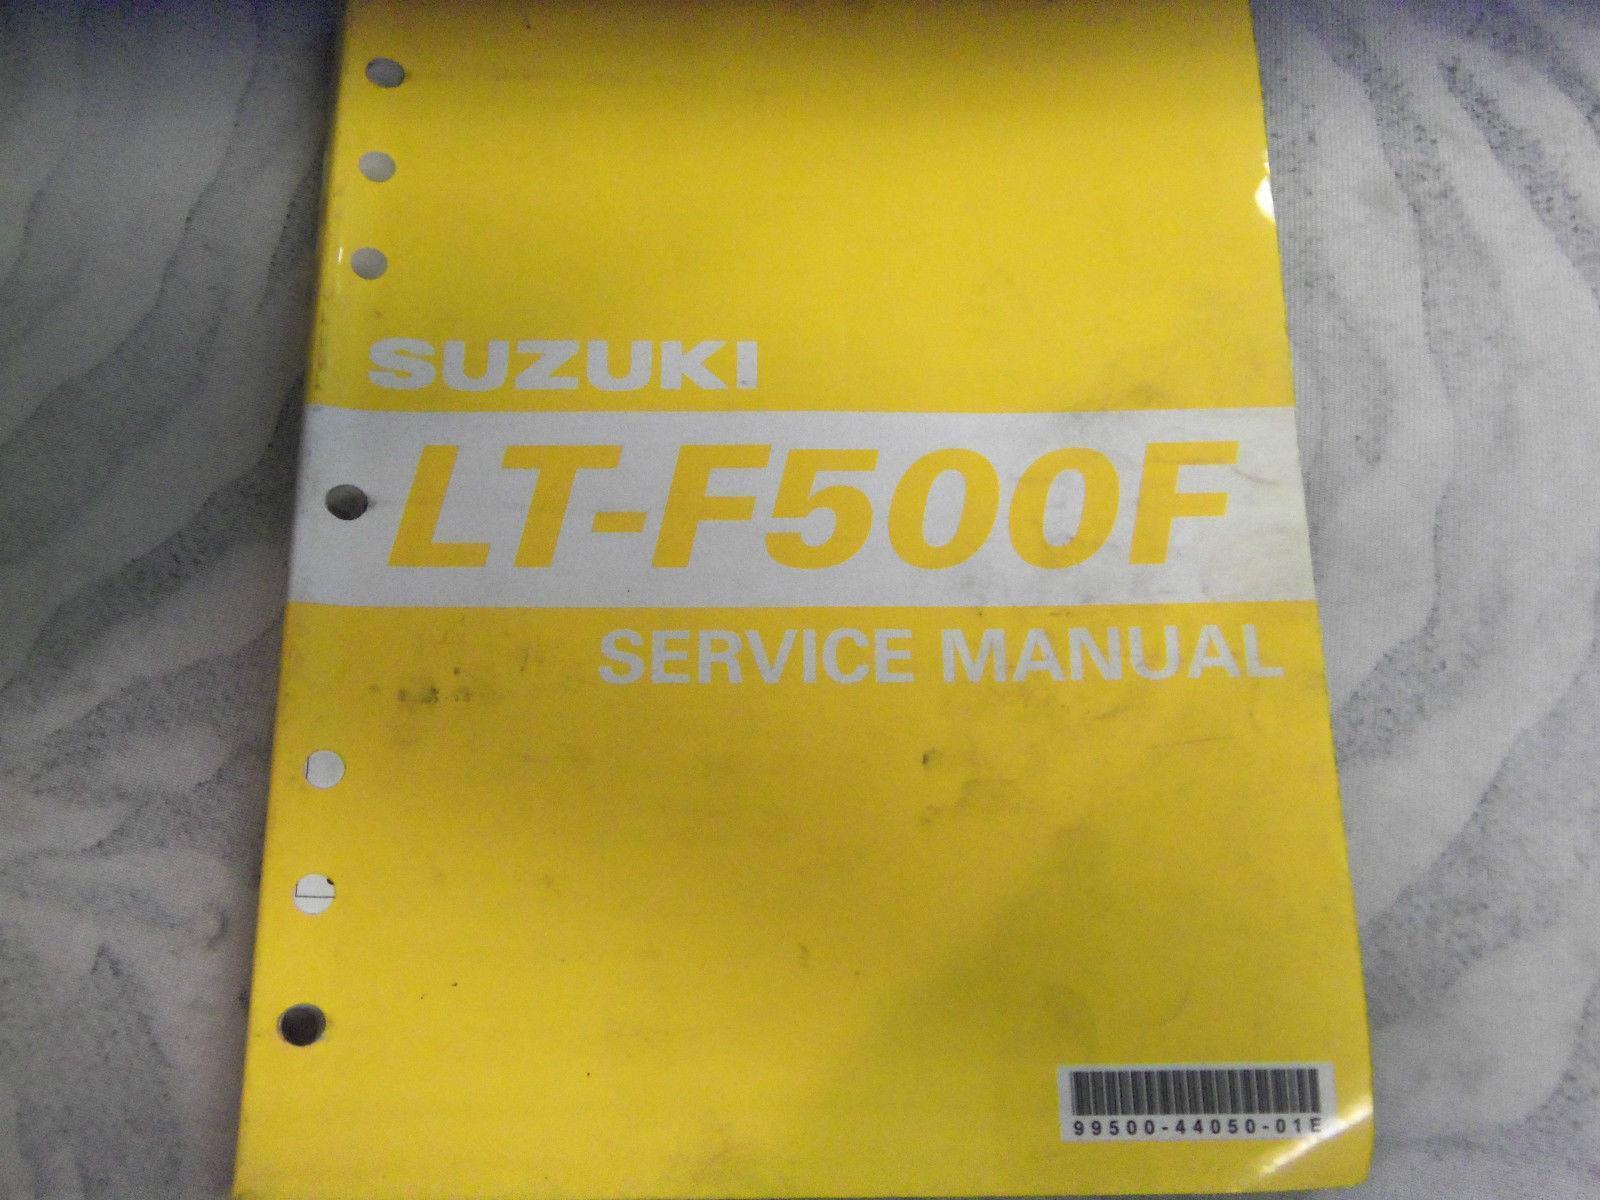 SUZUKI
LT-F500F
SERVICE MANUAL
99500-44050-01E